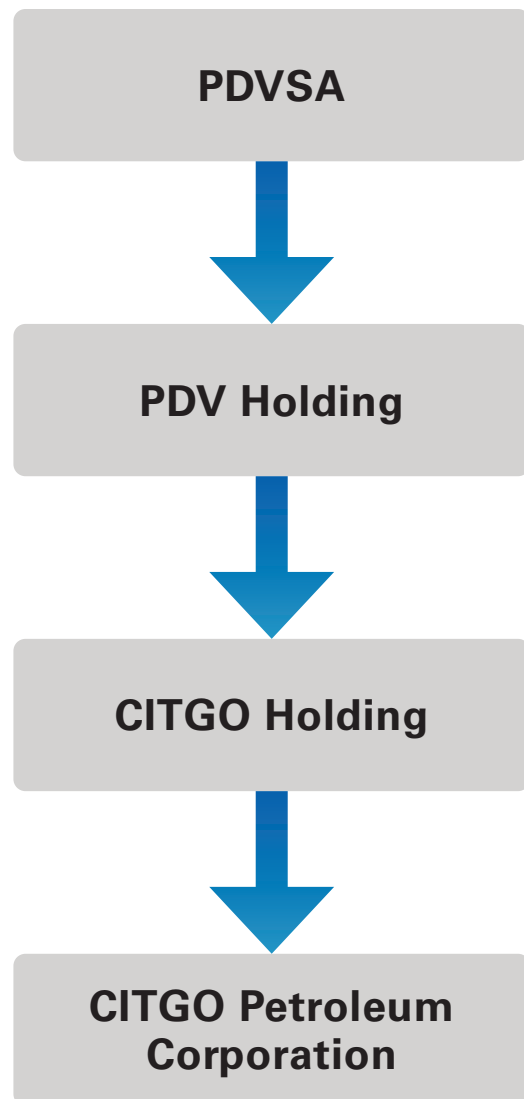 PDVSA
PDV Holding
CITGO Holding
CITGO Petroleum
Corporation